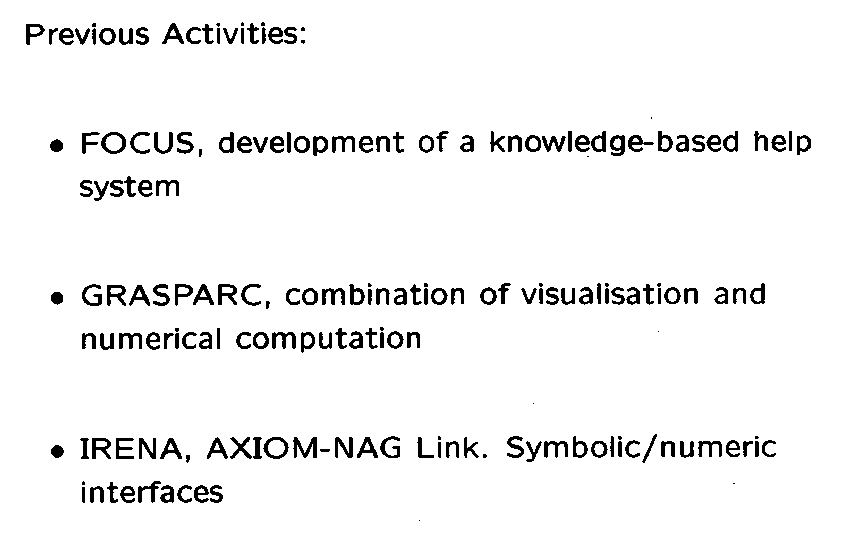 Previous Activities:
• FOCUS, development of a knowledge-based help
system
• GRASPARC, combination of visualisation and
numerical computation
• IRENA, AXIOM-NAG Link. Symbolic/numeric
interfaces